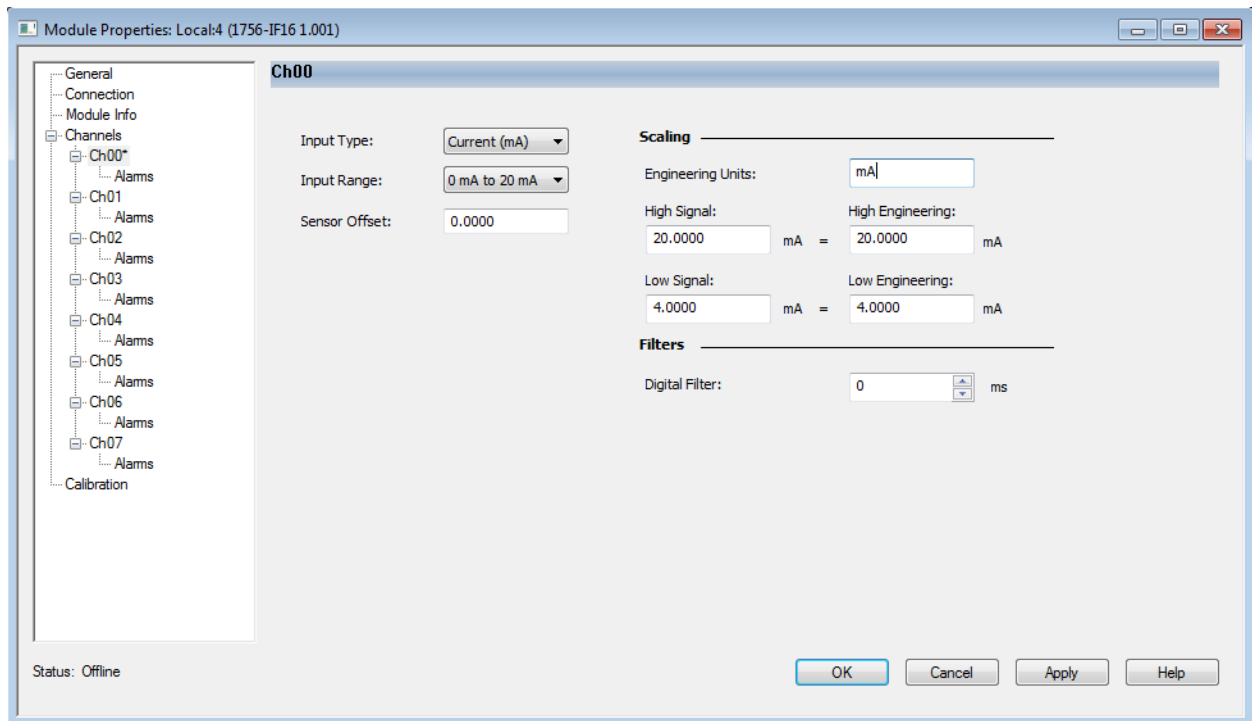 Module Properties: Local:4 (1756-IF16 1.001)
General
Connection
Module Info
Channels
Ch00*
Alarms
Ch01
Alarms
Ch02
Alarms
Ch03
Alarms
Ch04
Alarms
Ch05
Alarms
Ch06
Alarms
Ch07
Alarms
Calibration
Ch00
Input Type: Current (mA)
Input Range: 0 mA to 20 mA
Sensor Offset: 0.0000
Scaling
Engineering Units: mA
High Signal: High Engineering:
20.0000 mA = 20.0000 mA
Low Signal: Low Engineering:
4.0000 mA = 4.0000 mA
Filters
Digital Filter: 0 ms
Status: Offline
OK Cancel Apply Help